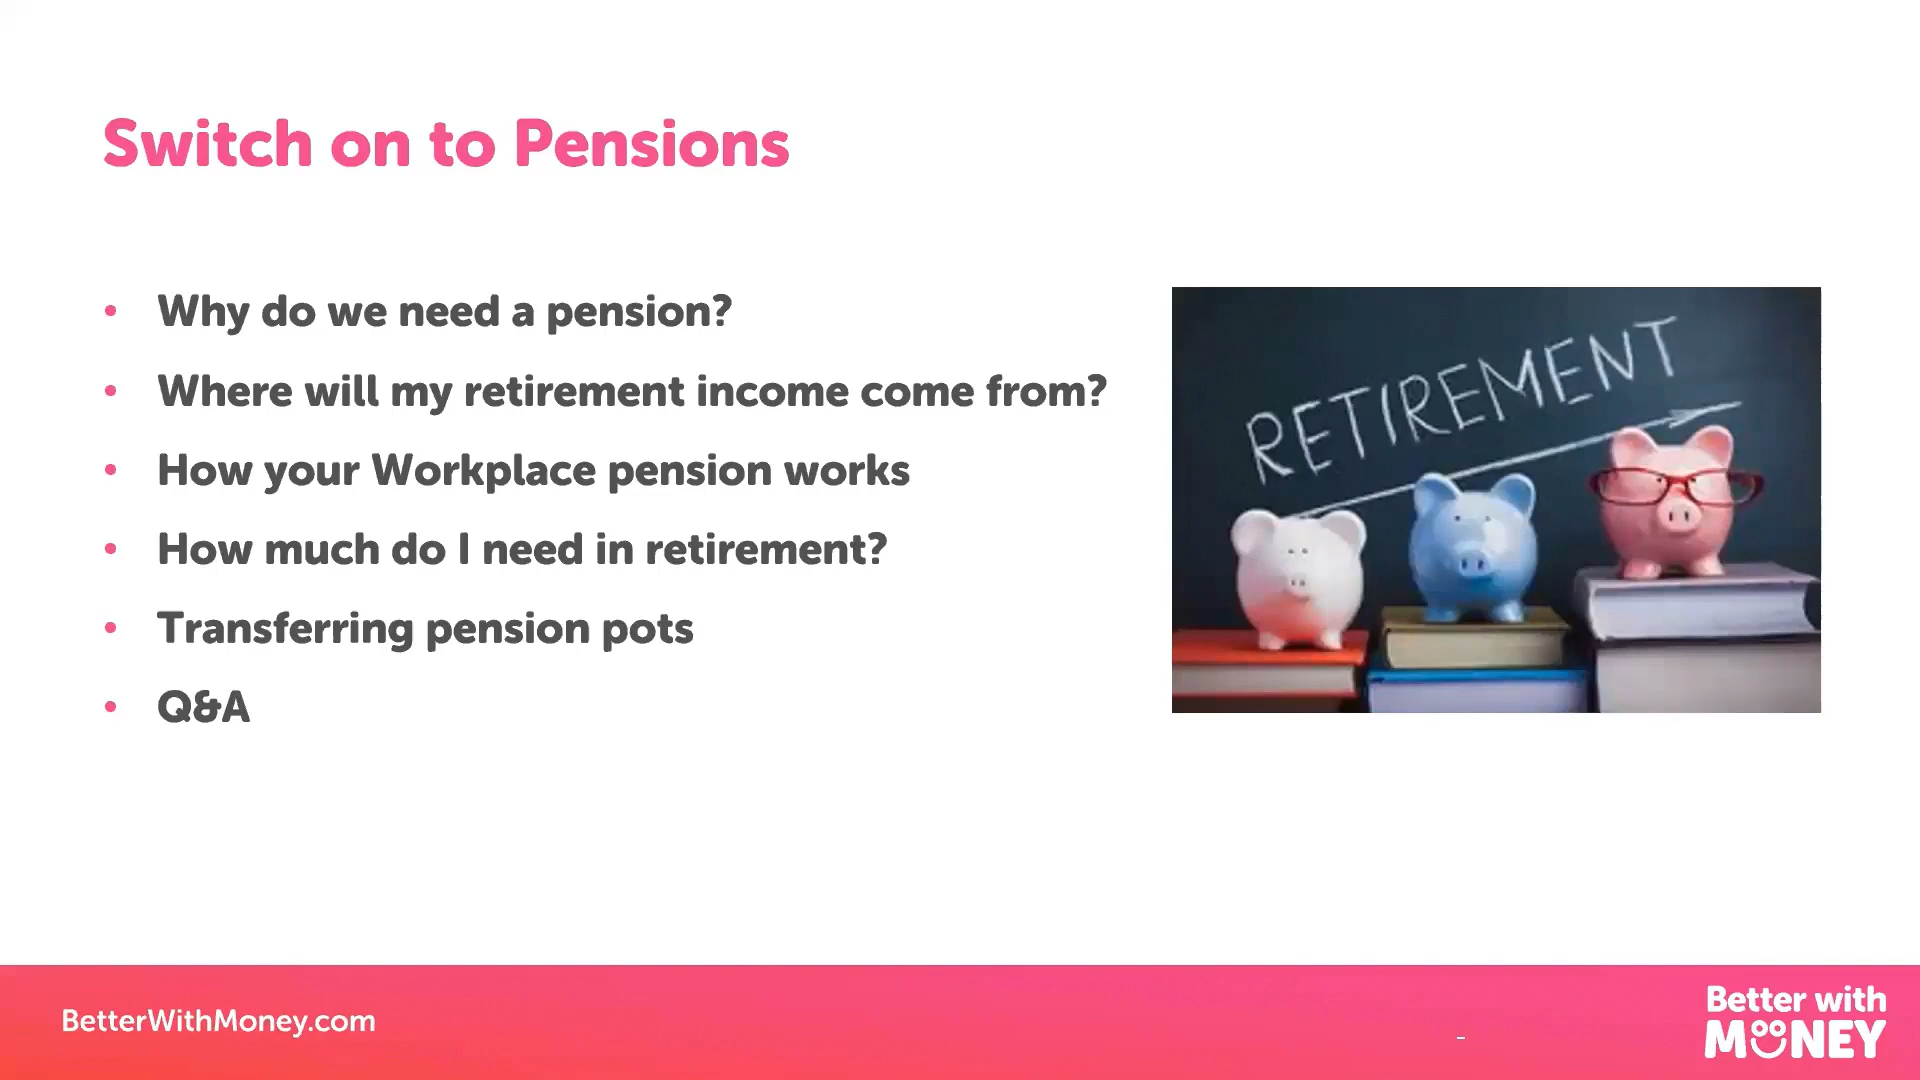 Switch on to Pensions
• Why do we need a pension?
• Where will my retirement income come from?
• How your Workplace pension works
• How much do I need in retirement?
• Transferring pension pots
• Q&A
RETIREMENT
BetterWithMoney.com
-
Better with
MONEY